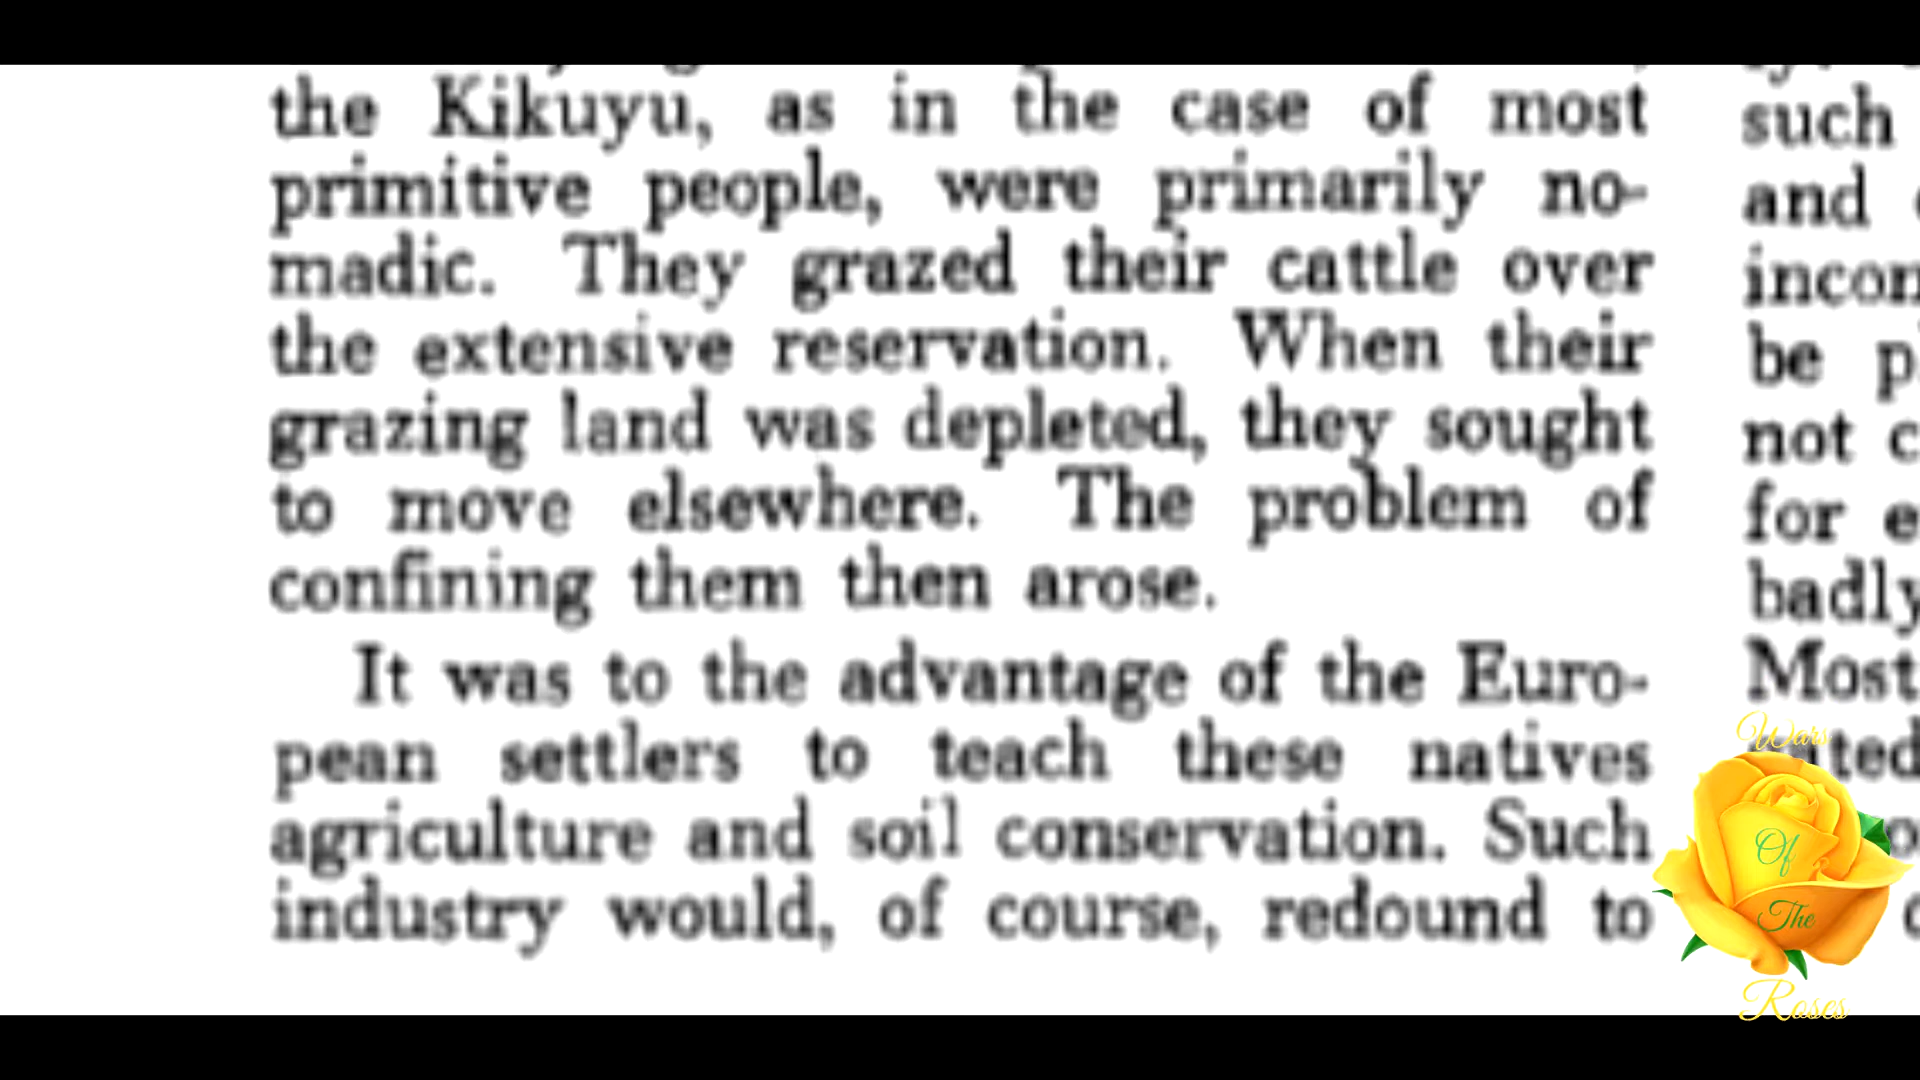 the Kikuyu, as in the case of most
primitive people, were primarily no-
madic. They grazed their cattle over
the extensive reservation. When their
grazing land was depleted, they sought
to move elsewhere. The problem of
confining them then arose.
It was to the advantage of the Euro-
pean settlers to teach these natives
agriculture and soil conservation. Such
industry would, of course, redound to
such
and
be
not
for
badly
Most
Wars
Of
The
Roses